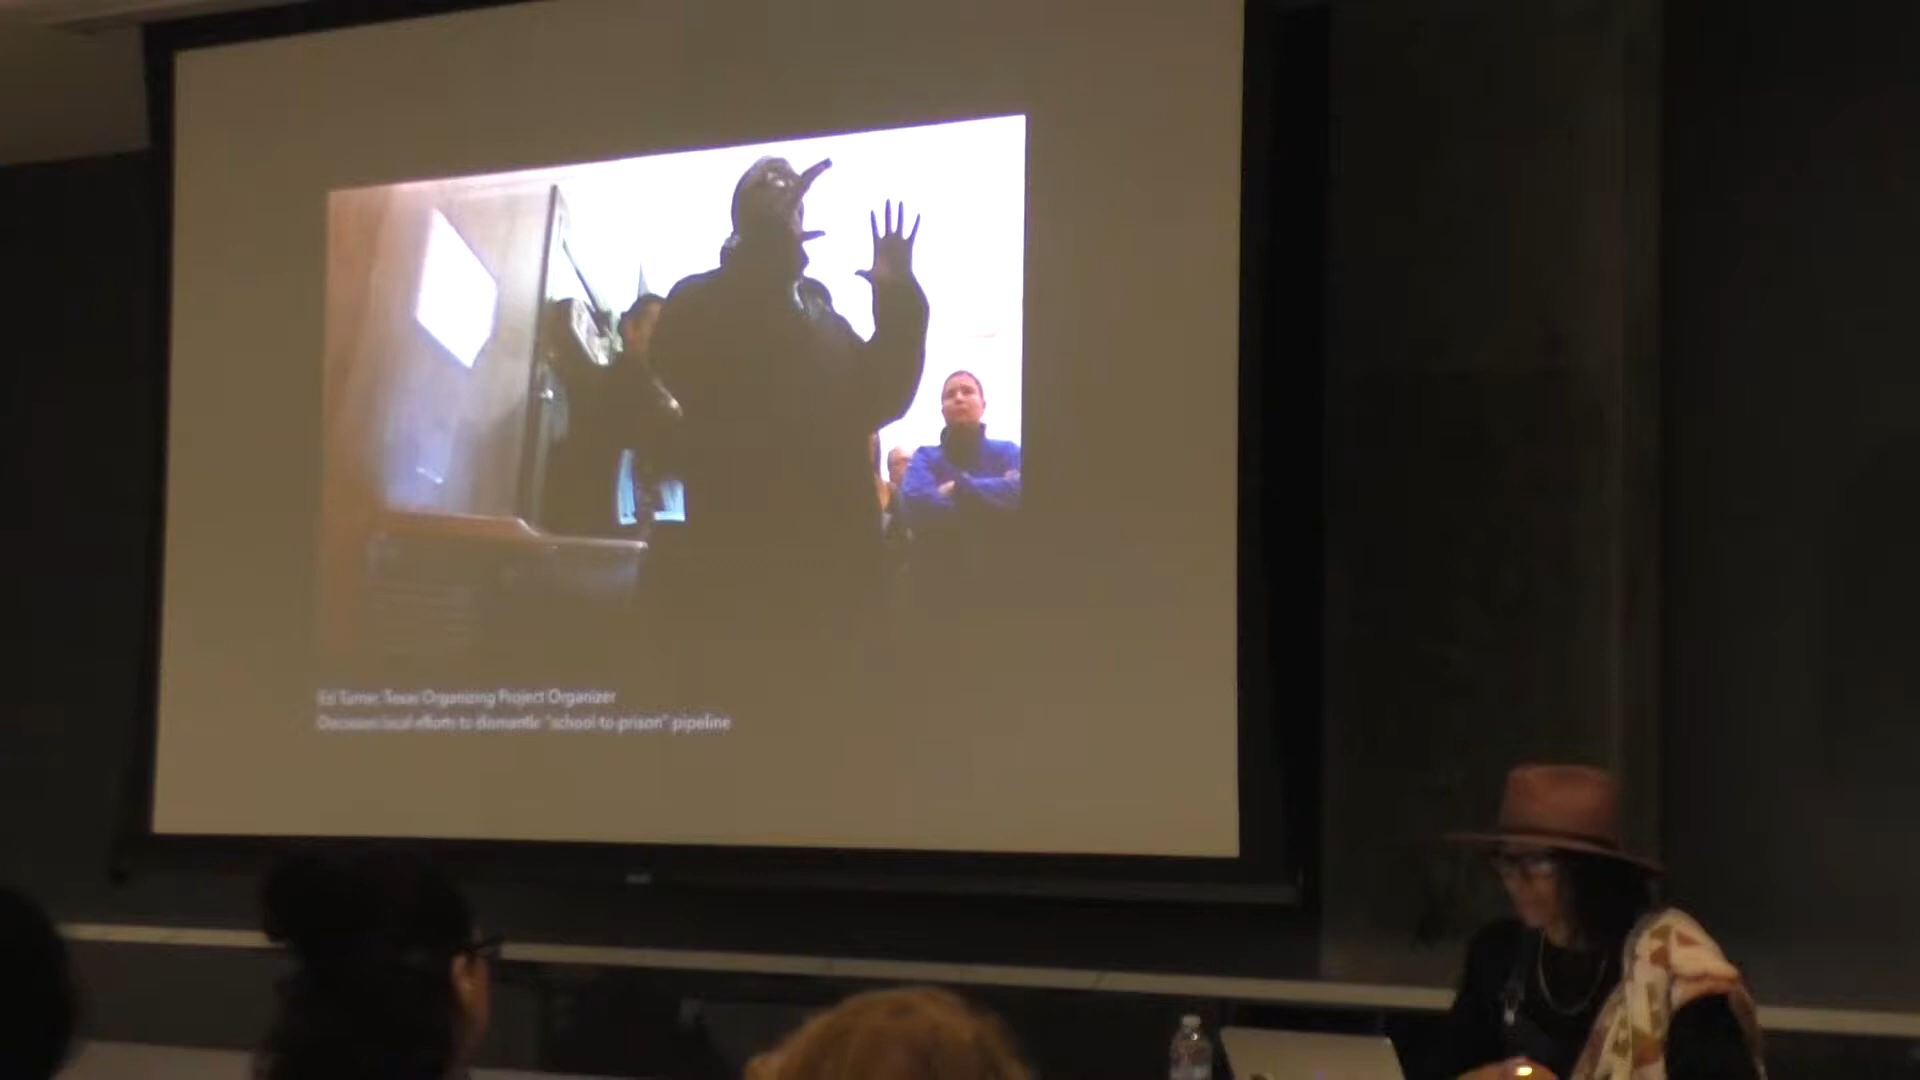 Ed Turner, Texas Organizing Project Organizer
Discusses local efforts to dismantle "school-to-prison" pipeline